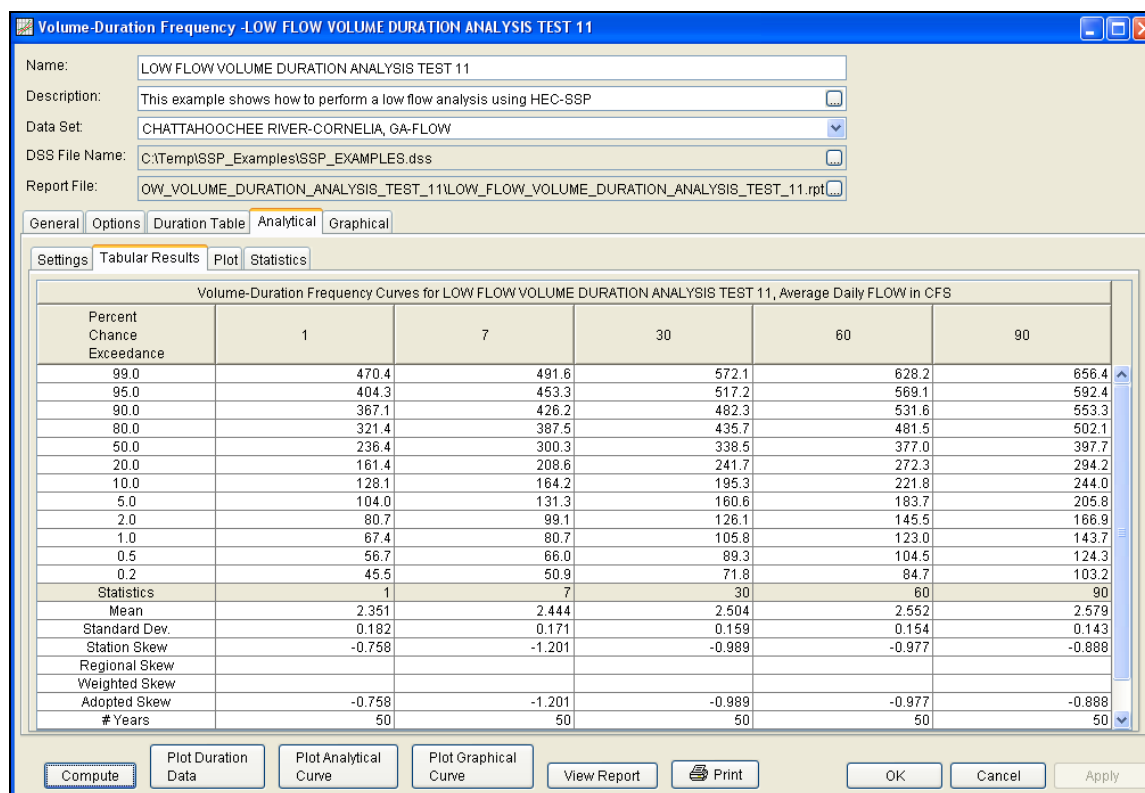 Volume-Duration Frequency -LOW FLOW VOLUME DURATION ANALYSIS TEST 11
Name: LOW FLOW VOLUME DURATION ANALYSIS TEST 11
Description: This example shows how to perform a low flow analysis using HEC-SSP ...
Data Set: CHATTAHOOCHEE RIVER-CORNELIA, GA-FLOW
DSS File Name: C:\Temp\SSP_Examples\SSP_EXAMPLES.dss ...
Report File: OW_VOLUME_DURATION_ANALYSIS_TEST_11\LOW_FLOW_VOLUME_DURATION_ANALYSIS_TEST_11.rpt ...
General Options Duration Table Analytical Graphical
Settings Tabular Results Plot Statistics
Volume-Duration Frequency Curves for LOW FLOW VOLUME DURATION ANALYSIS TEST 11, Average Daily FLOW in CFS
Percent
Chance
Exceedance
1 7 30 60 90
99.0 470.4 491.6 572.1 628.2 656.4
95.0 404.3 453.3 517.2 569.1 592.4
90.0 367.1 426.2 482.3 531.6 553.3
80.0 321.4 387.5 435.7 481.5 502.1
50.0 236.4 300.3 338.5 377.0 397.7
20.0 161.4 208.6 241.7 272.3 294.2
10.0 128.1 164.2 195.3 221.8 244.0
5.0 104.0 131.3 160.6 183.7 205.8
2.0 80.7 99.1 126.1 145.5 166.9
1.0 67.4 80.7 105.8 123.0 143.7
0.5 56.7 66.0 89.3 104.5 124.3
0.2 45.5 50.9 71.8 84.7 103.2
Statistics 1 7 30 60 90
Mean 2.351 2.444 2.504 2.552 2.579
Standard Dev. 0.182 0.171 0.159 0.154 0.143
Station Skew -0.758 -1.201 -0.989 -0.977 -0.888
Regional Skew
Weighted Skew
Adopted Skew -0.758 -1.201 -0.989 -0.977 -0.888
# Years 50 50 50 50 50
Compute
Plot Duration
Data
Plot Analytical
Curve
Plot Graphical
Curve
View Report
Print
OK
Cancel
Apply